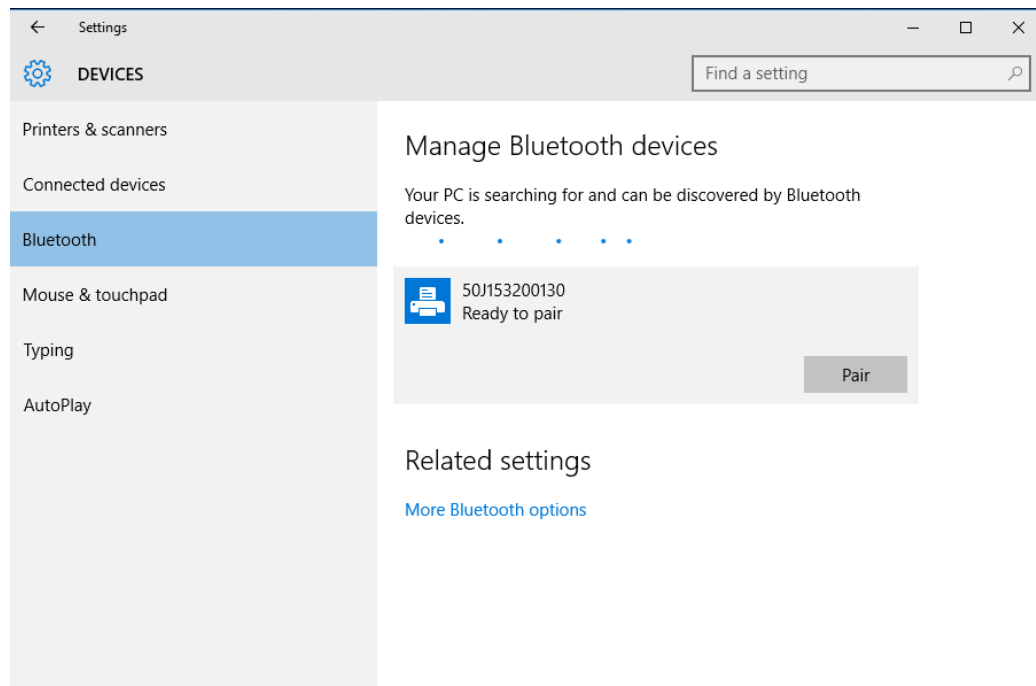 Settings
DEVICES
Find a setting
Printers & scanners
Connected devices
Bluetooth
Mouse & touchpad
Typing
AutoPlay
Manage Bluetooth devices
Your PC is searching for and can be discovered by Bluetooth
devices.
50J153200130
Ready to pair
Pair
Related settings
More Bluetooth options